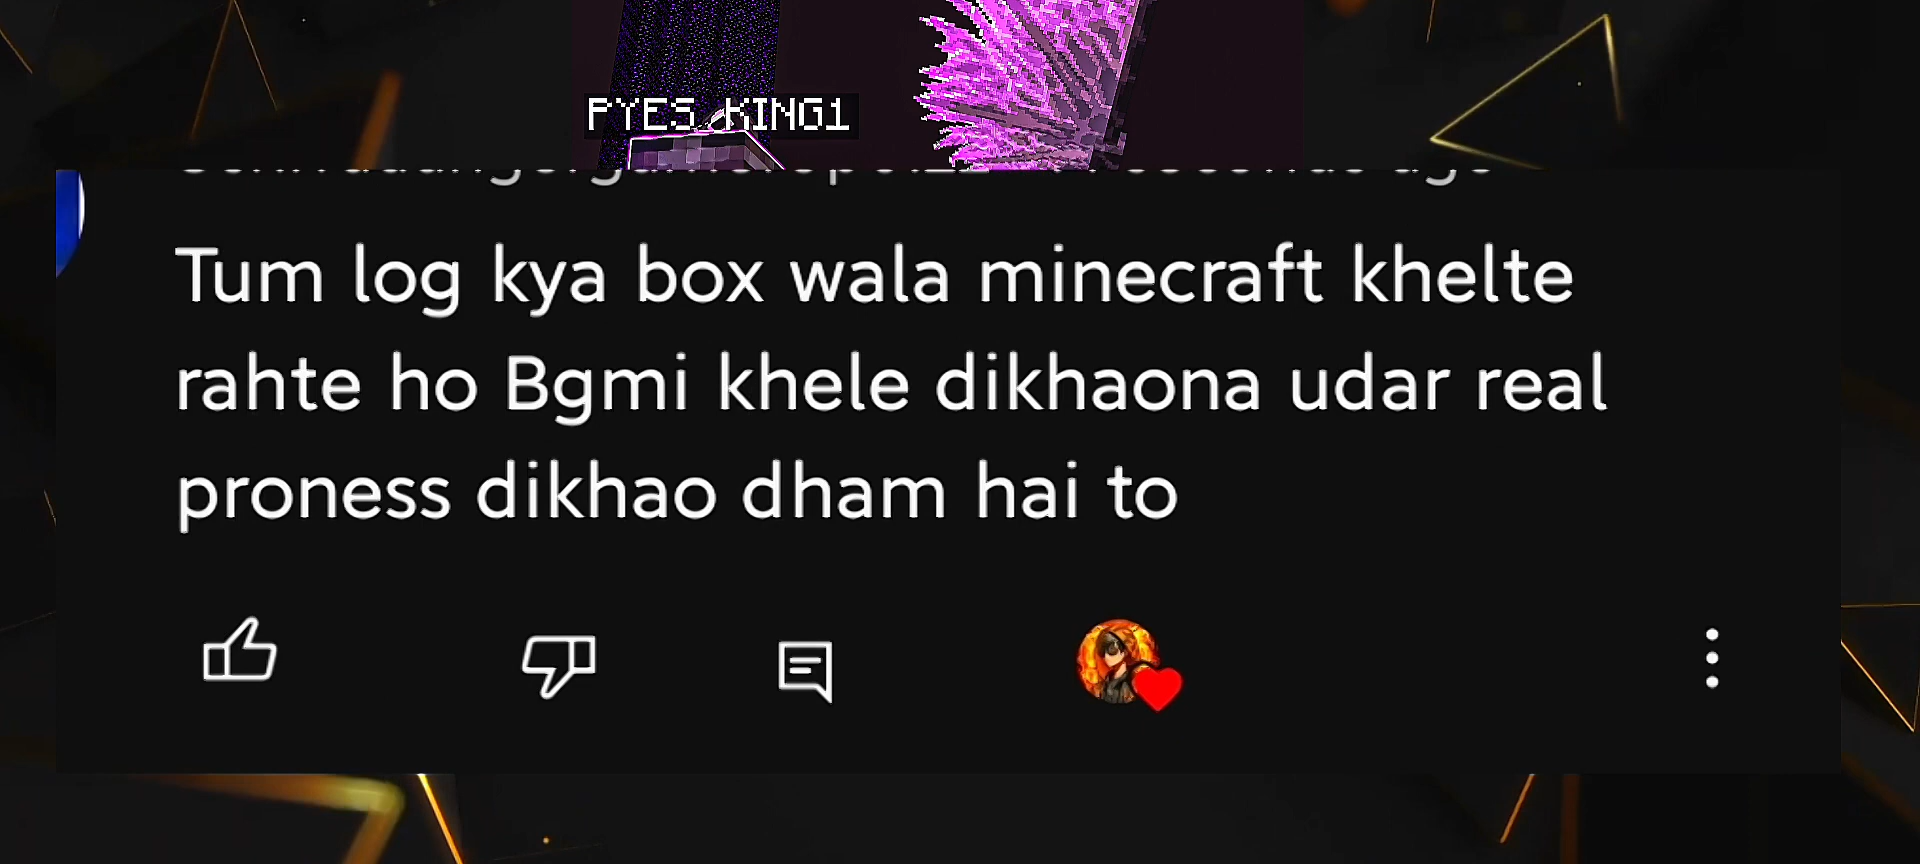 PYES_KING1
Tum log kya box wala minecraft khelte
rahte ho Bgmi khele dikhaona udar real
proness dikhao dham hai to